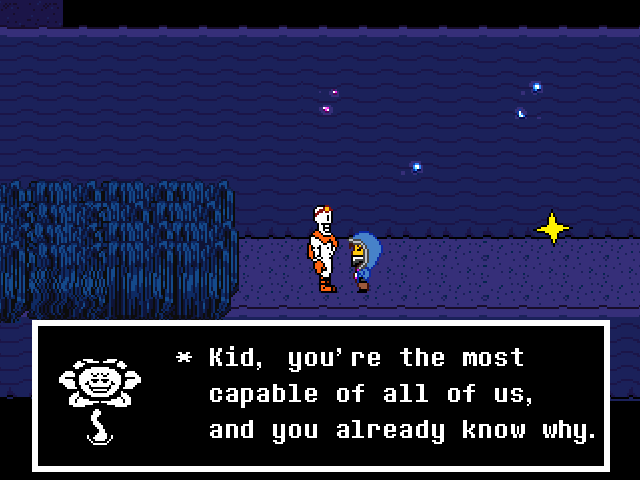 * Kid, you're the most
capable of all of us,
and you already know why.